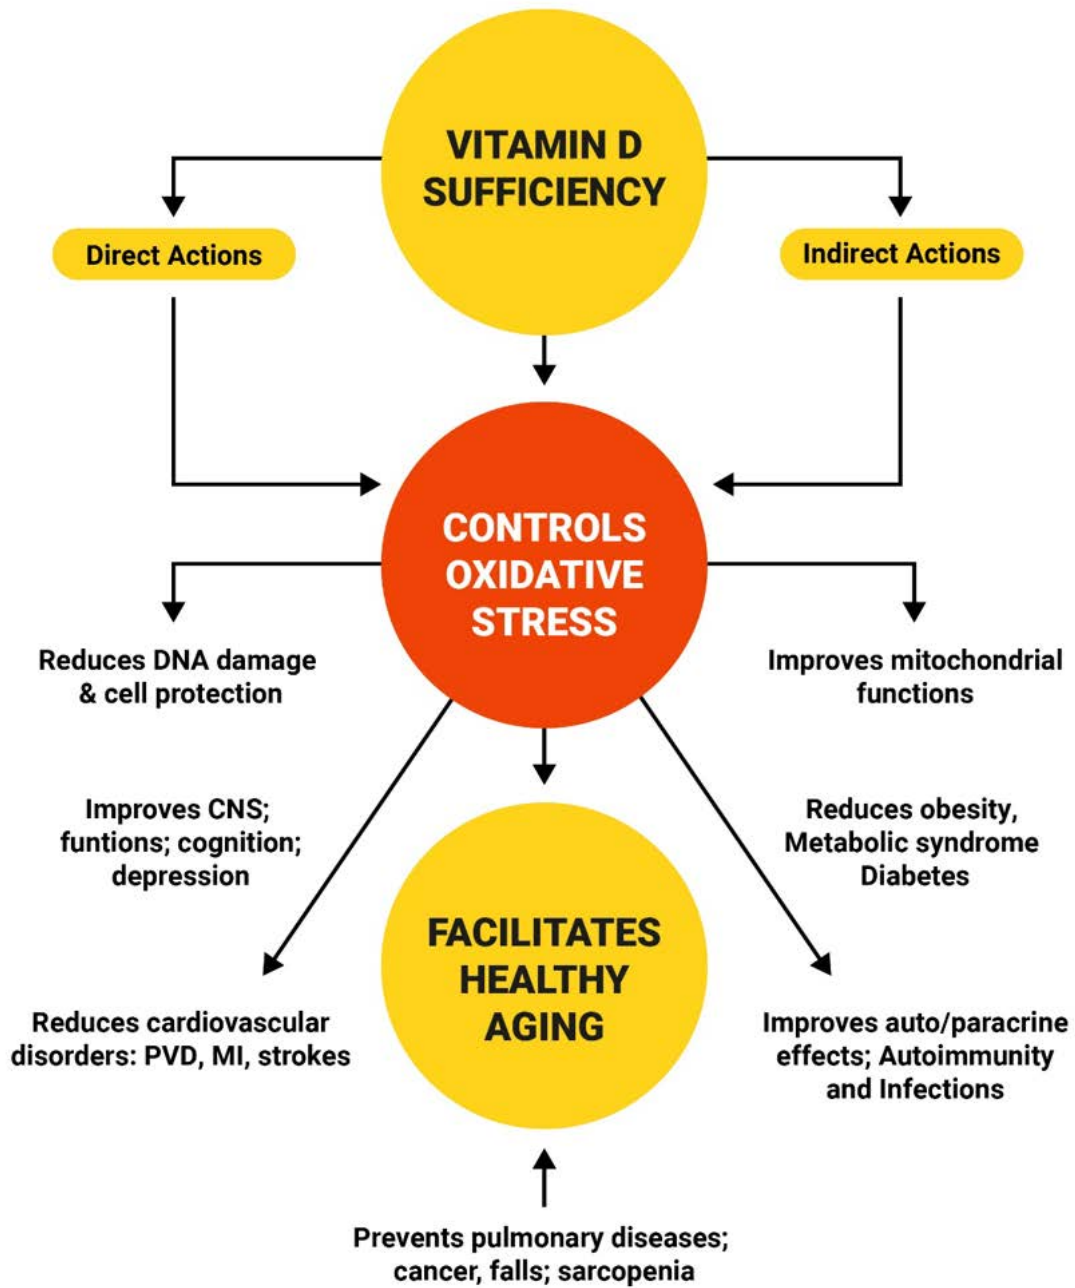 VITAMIN D
SUFFICIENCY
Direct Actions
Indirect Actions
CONTROLS
OXIDATIVE
STRESS
Reduces DNA damage
& cell protection
Improves mitochondrial
functions
Improves CNS;
funtions; cognition;
depression
Reduces obesity,
Metabolic syndrome
Diabetes
FACILITATES
HEALTHY
AGING
Reduces cardiovascular
disorders: PVD, MI, strokes
Improves auto/paracrine
effects; Autoimmunity
and Infections
Prevents pulmonary diseases;
cancer, falls; sarcopenia